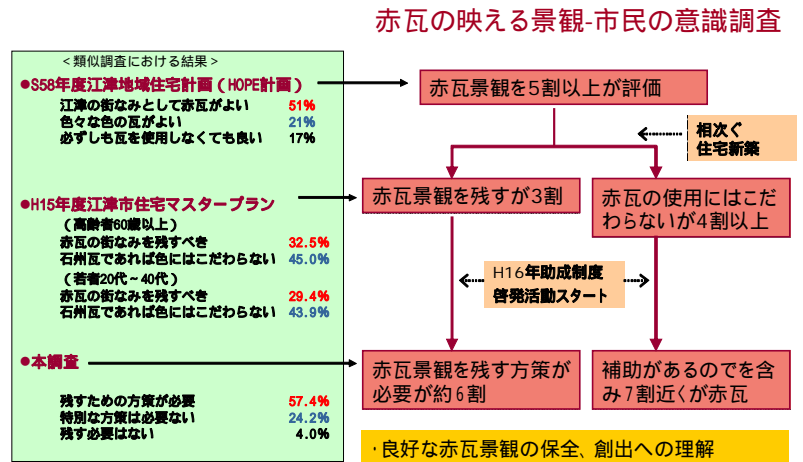 赤瓦の映える景観-市民の意識調査
<類似調査における結果>
●S58年度江津地域住宅計画(HOPE計画)
江津の街なみとして赤瓦がよい 51%
色々な色の瓦がよい 21%
必ずしも瓦を使用しなくても良い 17%
●H15年度江津市住宅マスタープラン
(高齢者60歳以上)
赤瓦の街なみを残すべき 32.5%
石州瓦であれば色にはこだわらない 45.0%
(若者20代~40代)
赤瓦の街なみを残すべき 29.4%
石州瓦であれば色にはこだわらない 43.9%
●本調査
残すための方策が必要 57.4%
特別な方策は必要ない 24.2%
残す必要はない 4.0%
赤瓦景観を5割以上が評価
相次ぐ
住宅新築
赤瓦景観を残すが3割
赤瓦の使用にはこだ
わらないが4割以上
H16年助成制度
啓発活動スタート
赤瓦景観を残す方策が
必要が約6割
補助があるのでを含
み7割近くが赤瓦
・良好な赤瓦景観の保全、創出への理解